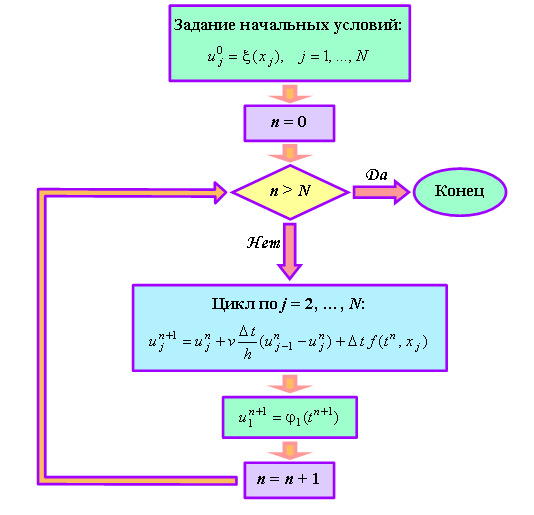 Задание начальных условий:
u_j^0 = ξ(x_j), j = 1, ..., N
n = 0
n > N
Да
Конец
Нет
Цикл по j = 2, ..., N:
u_j^{n+1} = u_j^n + v \frac{Δt}{h} (u_{j-1}^n − u_j^n) + Δt f(t^n, x_j)
u_1^{n+1} = φ_1(t^{n+1})
n = n + 1